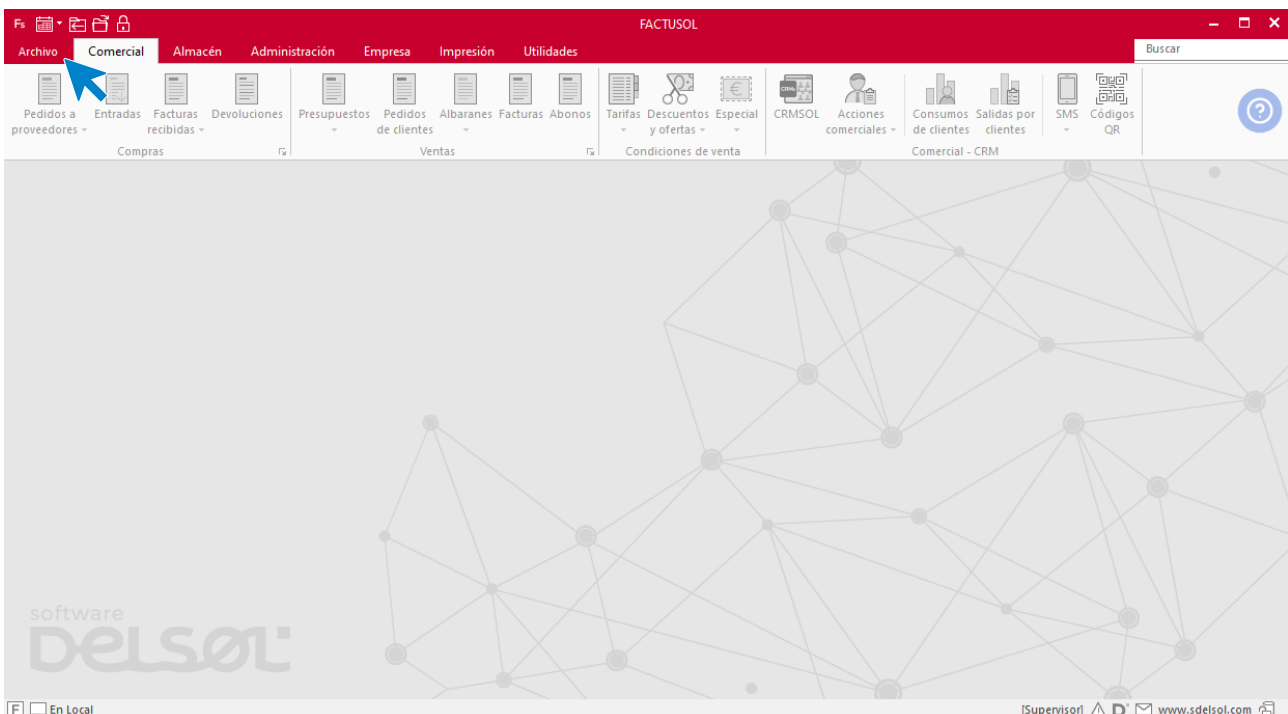 Fs
FACTUSOL
Archivo Comercial Almacén Administración Empresa Impresión Utilidades Buscar
Pedidos a Entradas Facturas Devoluciones Presupuestos Pedidos Albaranes Facturas Abonos Tarifas Descuentos Especial CRMSOL Acciones Consumos Salidas por SMS Códigos
proveedores recibidas de clientes y ofertas comerciales de clientes clientes QR
Compras Ventas Condiciones de venta Comercial - CRM
software
DELSOL
F En Local [Supervisor] D www.sdelsol.com